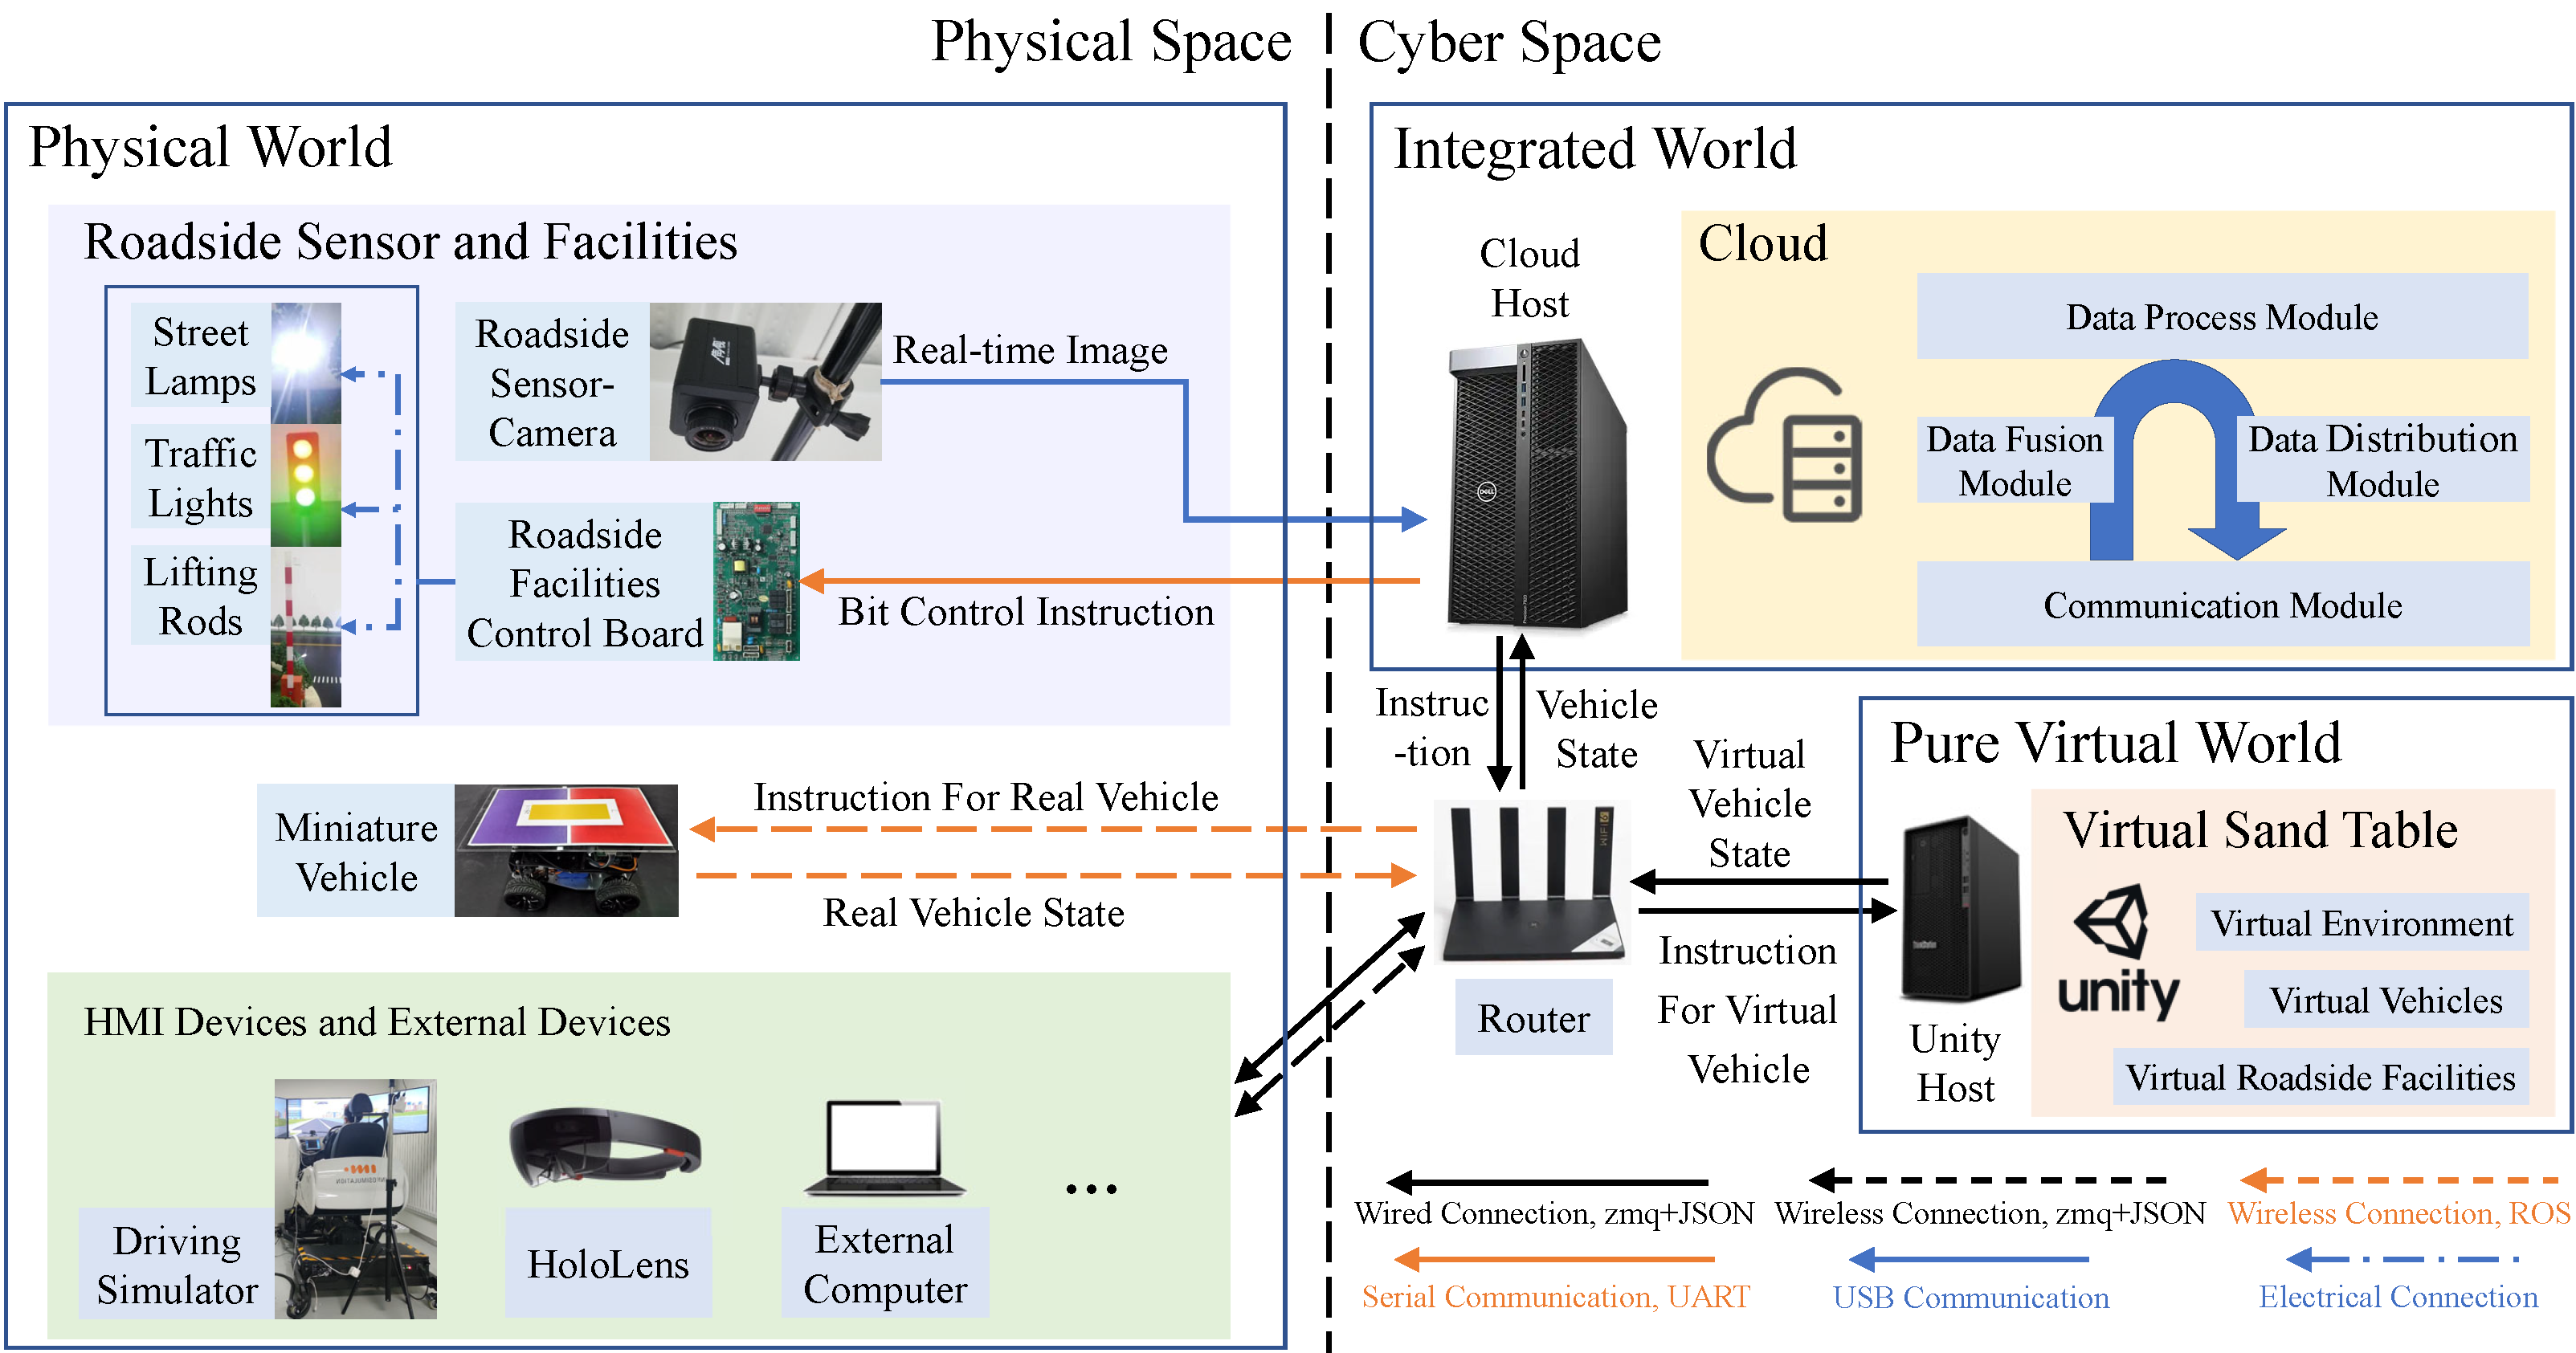 Physical Space
Cyber Space
Physical World
Roadside Sensor and Facilities
Street
Lamps
Traffic
Lights
Lifting
Rods
Roadside
Sensor-
Camera
Real-time Image
Roadside
Facilities
Control Board
Bit Control Instruction
Miniature
Vehicle
Instruction For Real Vehicle
Real Vehicle State
HMI Devices and External Devices
Driving
Simulator
HoloLens
External
Computer
...
Integrated World
Cloud
Host
DELL
Cloud
Data Process Module
Data Fusion
Module
Data Distribution
Module
Communication Module
Instruc
-tion
Vehicle
State
Virtual
Vehicle
State
Router
Instruction
For Virtual
Vehicle
Pure Virtual World
Unity
Host
Virtual Sand Table
unity
Virtual Environment
Virtual Vehicles
Virtual Roadside Facilities
Wired Connection, zmq+JSON
Wireless Connection, zmq+JSON
Wireless Connection, ROS
Serial Communication, UART
USB Communication
Electrical Connection